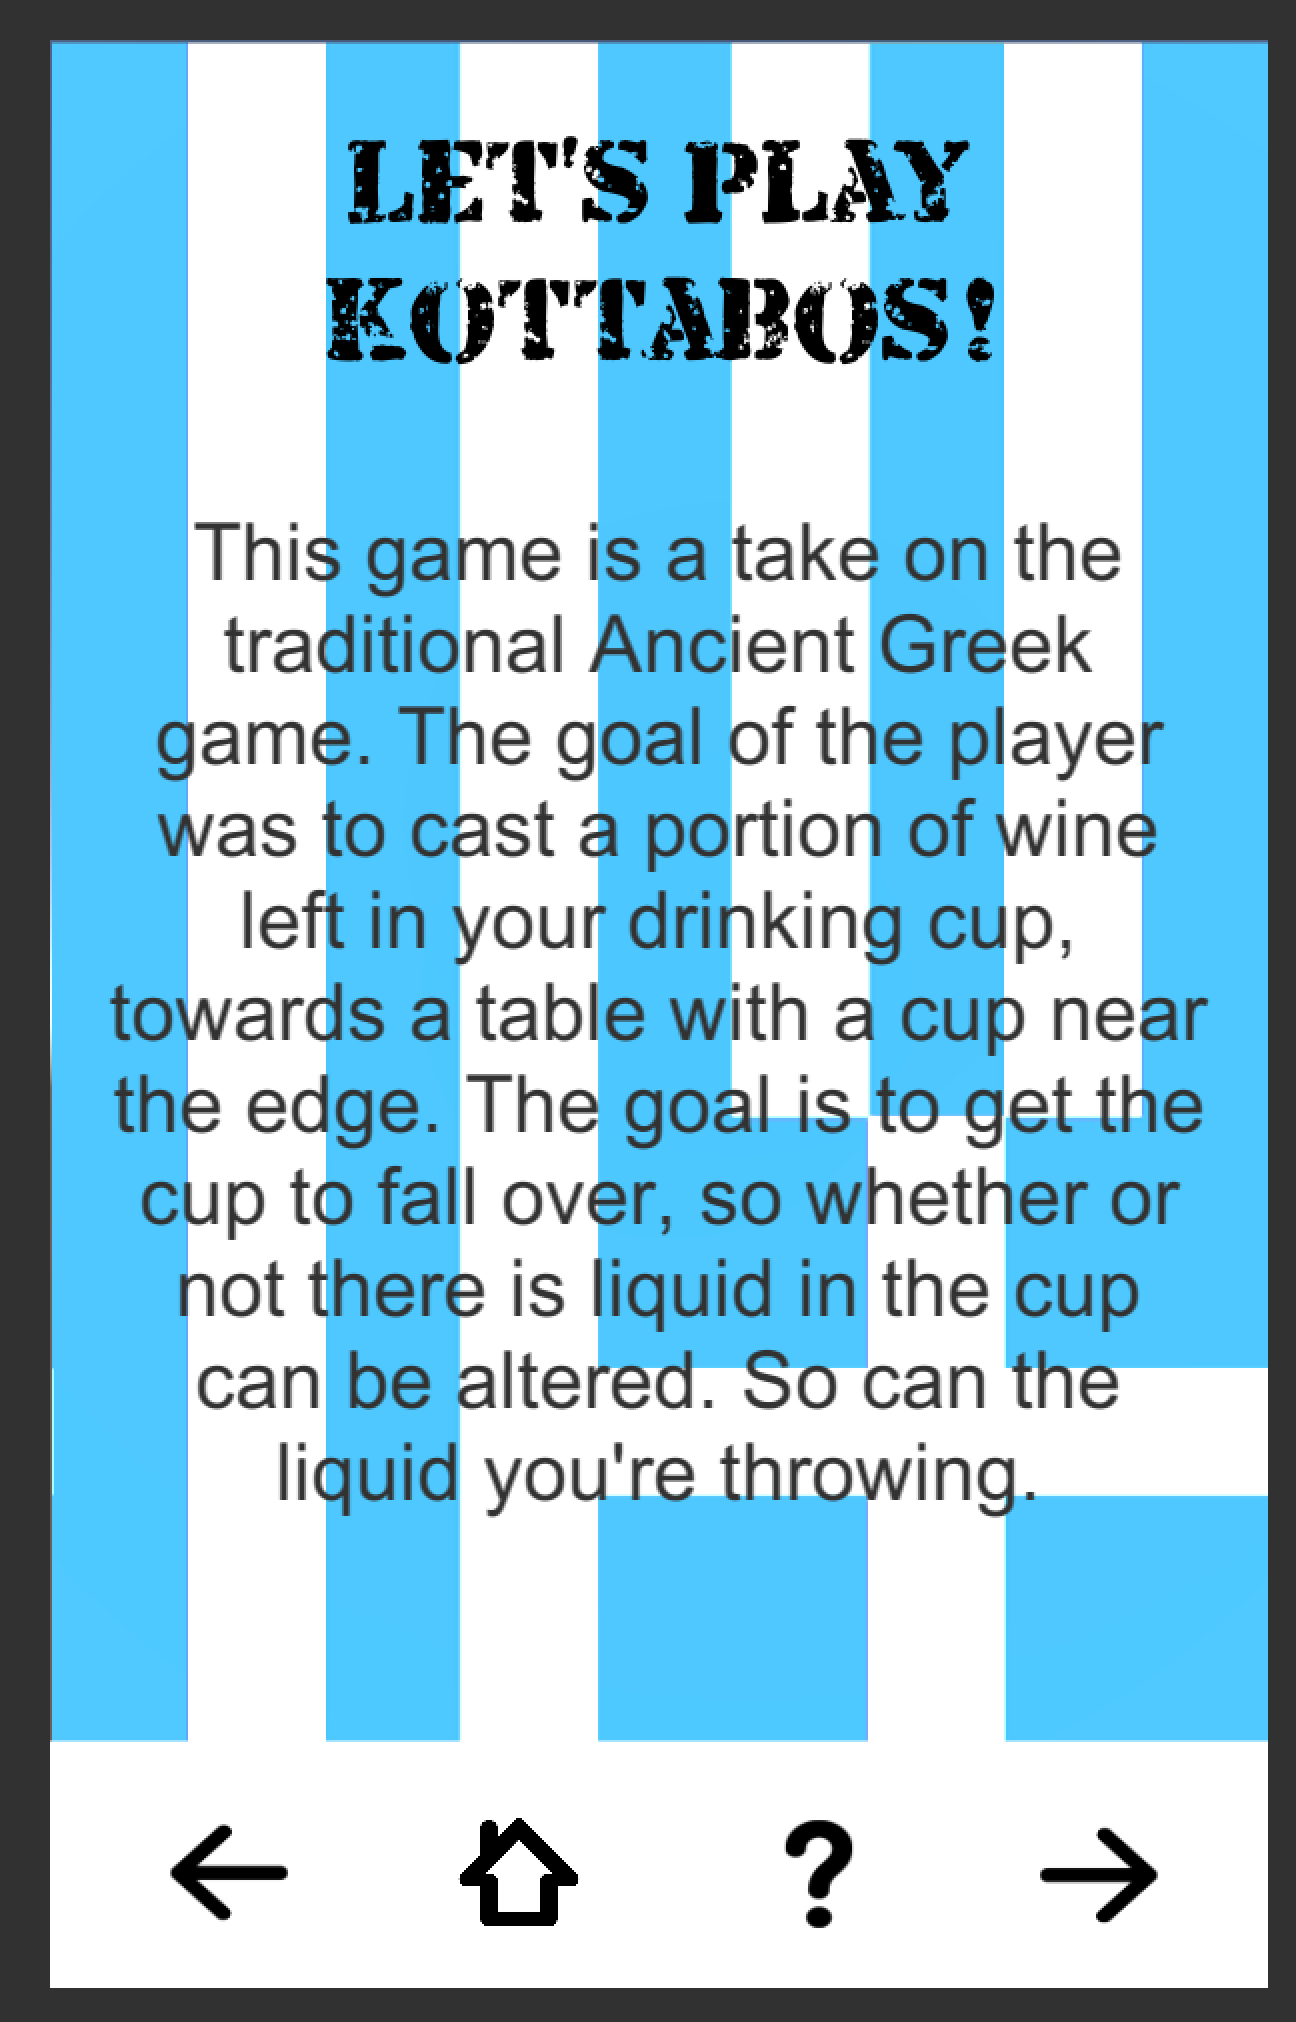 LET'S PLAY
KOTTABOS!
This game is a take on the
traditional Ancient Greek
game. The goal of the player
was to cast a portion of wine
left in your drinking cup,
towards a table with a cup near
the edge. The goal is to get the
cup to fall over, so whether or
not there is liquid in the cup
can be altered. So can the
liquid you're throwing.
?